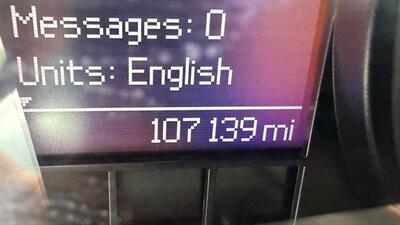 Messages: 0
Units: English
107 139 mi